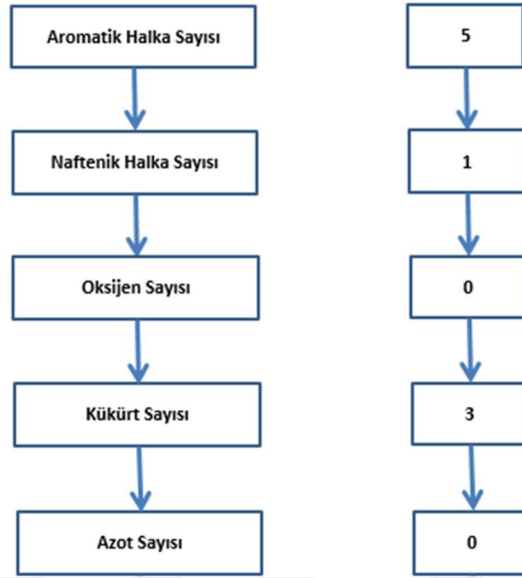 Aromatik Halka Sayısı
5
Naftenik Halka Sayısı
1
Oksijen Sayısı
0
Kükürt Sayısı
3
Azot Sayısı
0